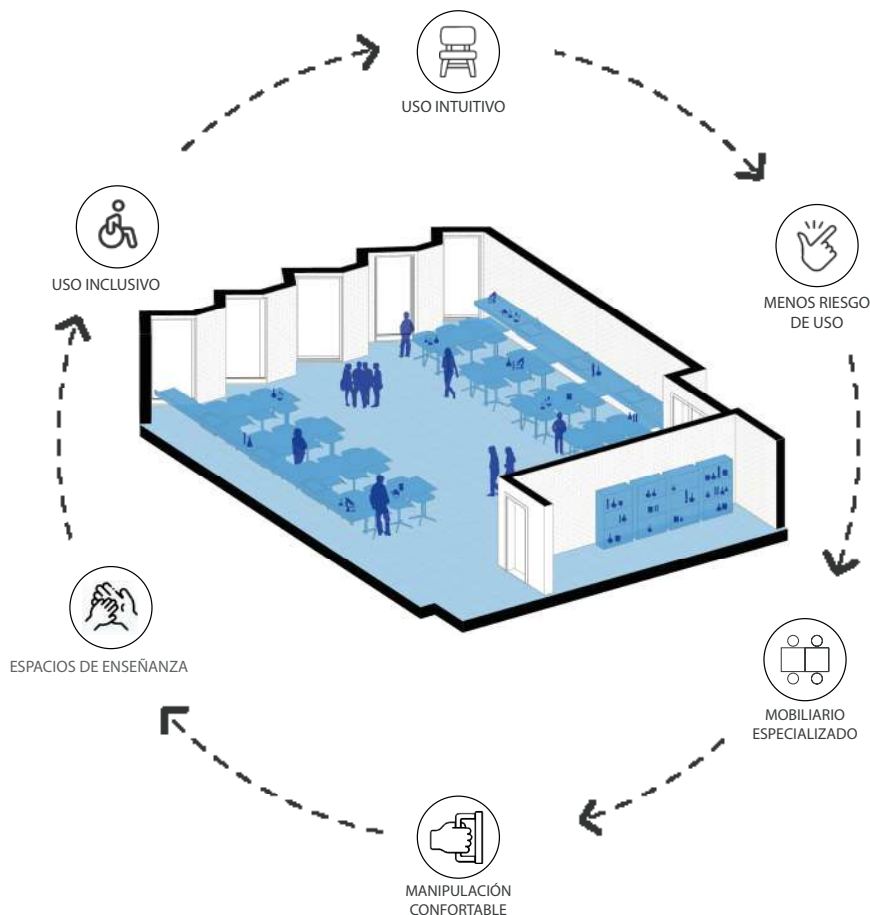 USO INTUITIVO
USO INCLUSIVO
MENOS RIESGO
DE USO
ESPACIOS DE ENSEÑANZA
MOBILIARIO
ESPECIALIZADO
MANIPULACIÓN
CONFORTABLE